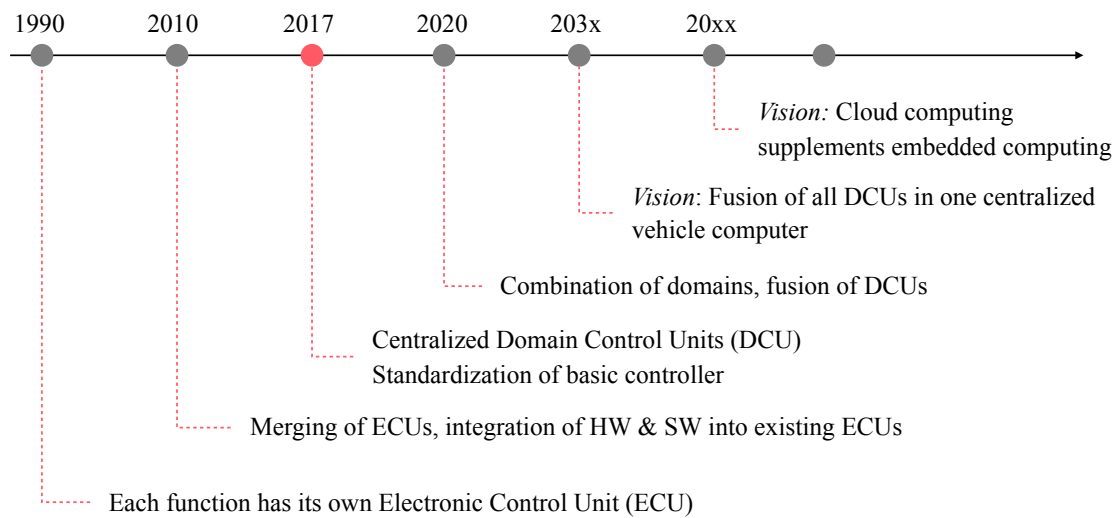 1990
2010
2017
2020
203x
20xx
Vision: Cloud computing
supplements embedded computing
Vision: Fusion of all DCUs in one centralized
vehicle computer
Combination of domains, fusion of DCUs
Centralized Domain Control Units (DCU)
Standardization of basic controller
Merging of ECUs, integration of HW & SW into existing ECUs
Each function has its own Electronic Control Unit (ECU)